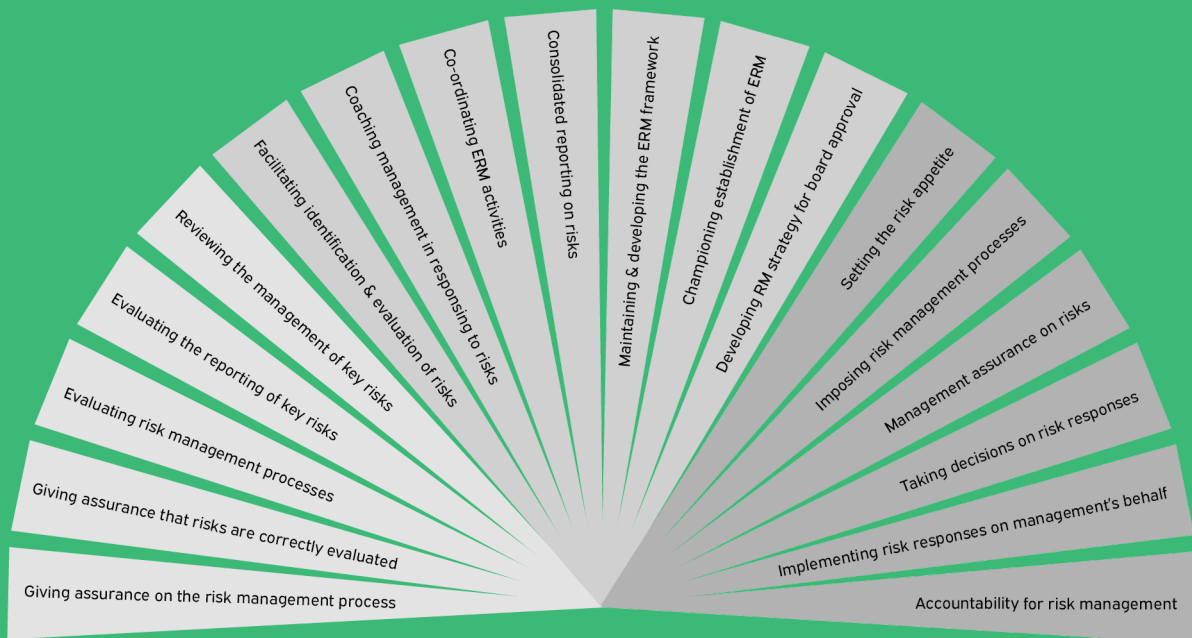 Giving assurance on the risk management process
Giving assurance that risks are correctly evaluated
Evaluating risk management processes
Evaluating the reporting of key risks
Reviewing the management of key risks
Facilitating identification & evaluation of risks
Coaching management in responsing to risks
Co-ordinating ERM activities
Consolidated reporting on risks
Maintaining & developing the ERM framework
Championing establishment of ERM
Developing RM strategy for board approval
Setting the risk appetite
Imposing risk management processes
Management assurance on risks
Taking decisions on risk responses
Implementing risk responses on management's behalf
Accountability for risk management